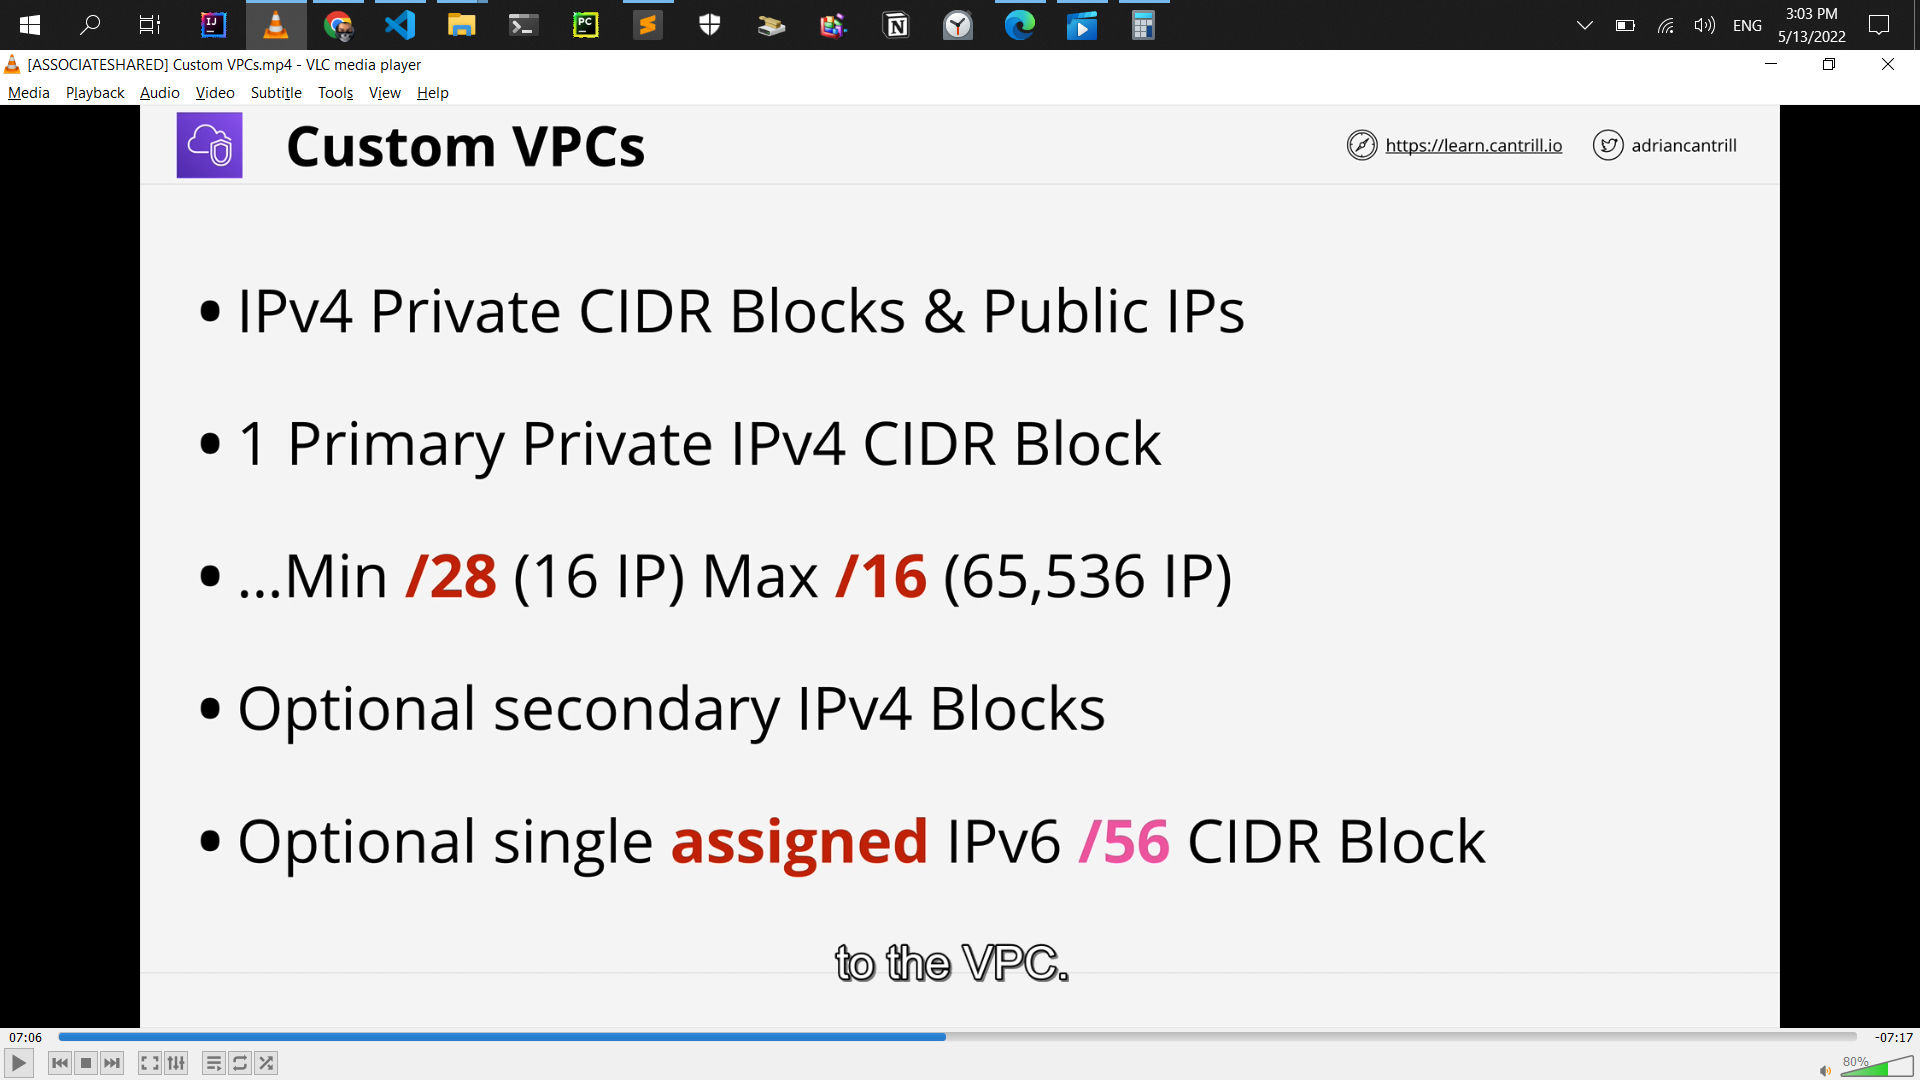 ENG
3:03 PM
5/13/2022
[ASSOCIATESHARED] Custom VPCs.mp4 - VLC media player
Media Playback Audio Video Subtitle Tools View Help
Custom VPCs
https://learn.cantrill.io
adriancantrill
• IPv4 Private CIDR Blocks & Public IPs
• 1 Primary Private IPv4 CIDR Block
• ...Min /28 (16 IP) Max /16 (65,536 IP)
• Optional secondary IPv4 Blocks
• Optional single assigned IPv6 /56 CIDR Block
to the VPC.
07:06
-07:17
80%